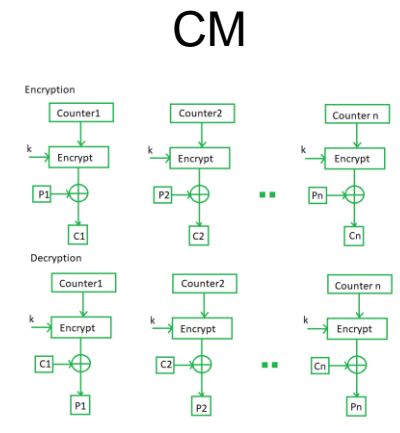 CM
Encryption
Counter1 Counter2 Counter n
k k k
Encrypt Encrypt Encrypt
P1 P2 Pn
C1 C2 Cn
Decryption
Counter1 Counter2 Counter n
k k k
Encrypt Encrypt Encrypt
C1 C2 Cn
P1 P2 Pn